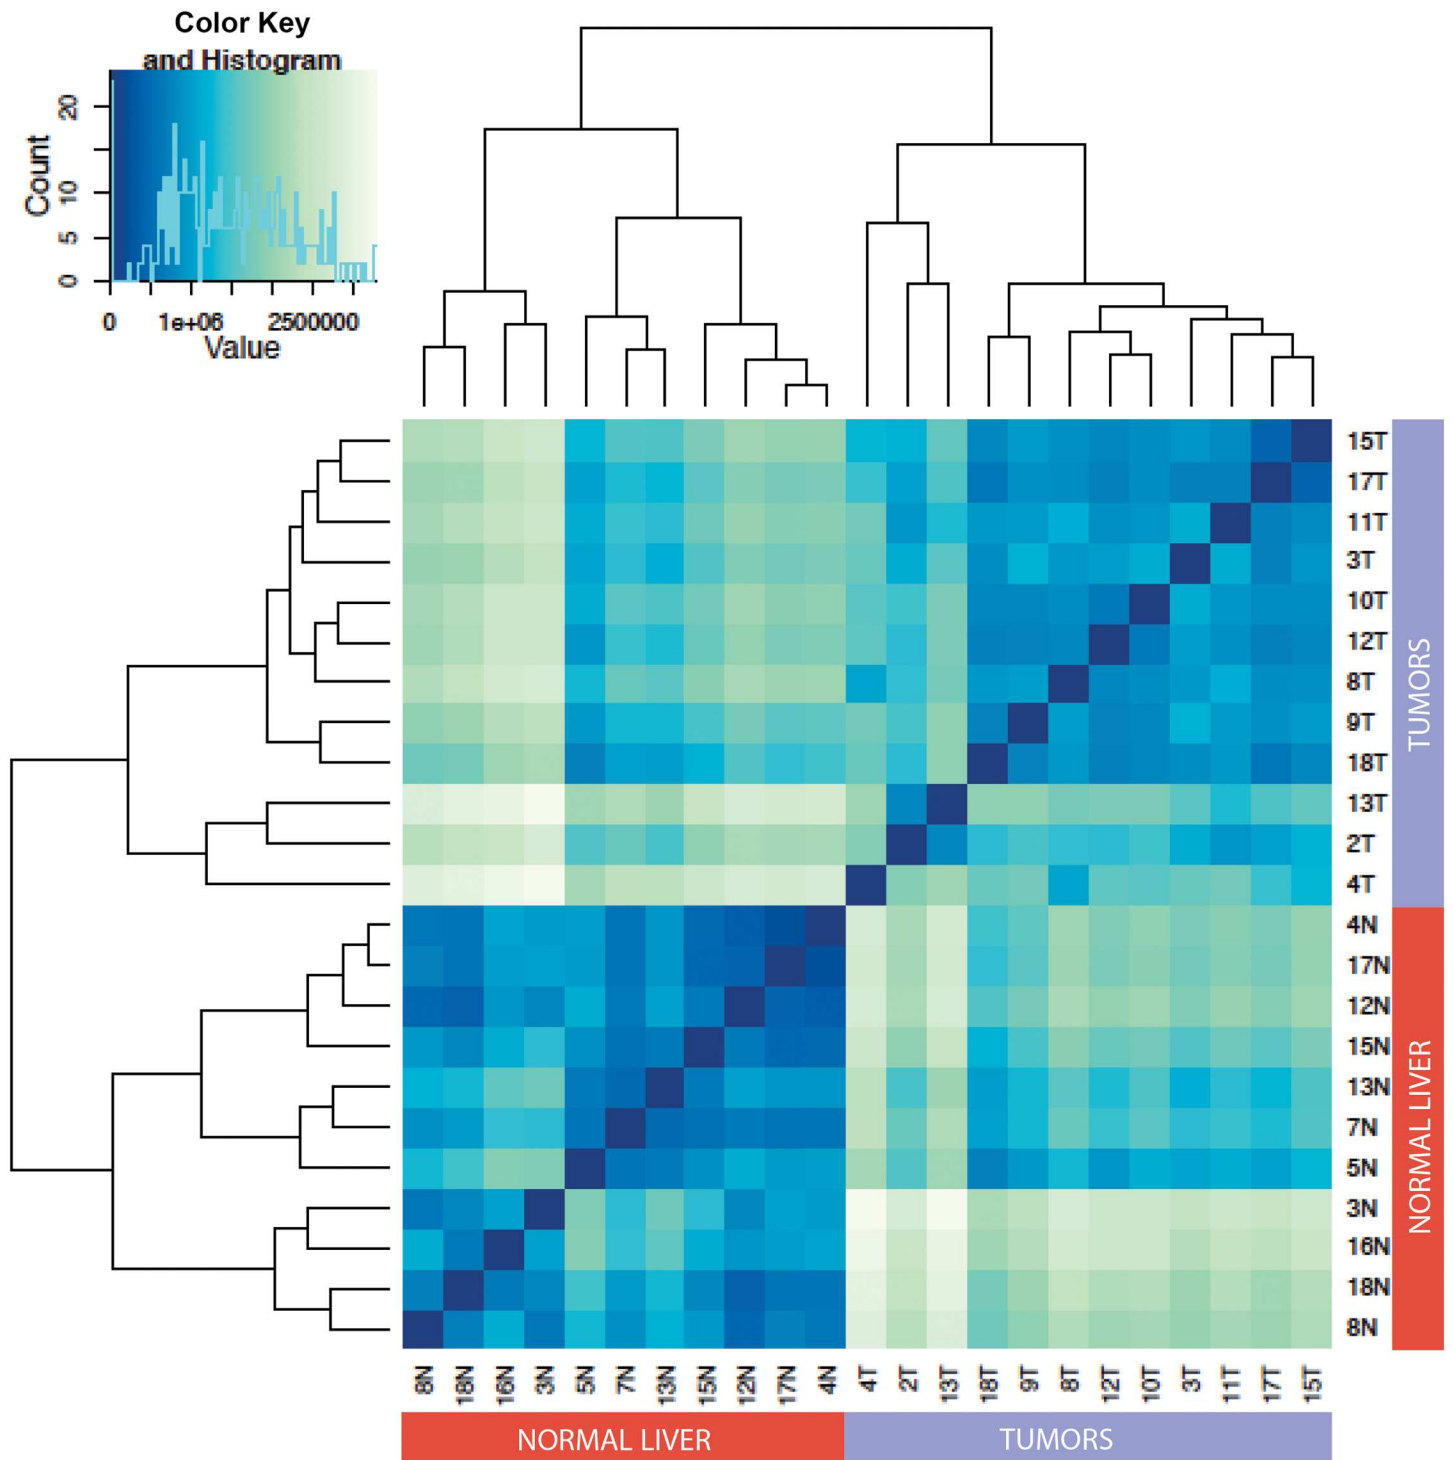 Color Key
and Histogram
Count
0
5
10
20
0
1e+06
2500000
Value
15T
17T
11T
3T
10T
12T
8T
9T
18T
13T
2T
4T
4N
17N
12N
15N
13N
7N
5N
3N
16N
18N
8N
TUMORS
NORMAL LIVER
8N 18N 16N 3N 5N 7N 13N 15N 12N 17N 4N 4T 2T 13T 18T 9T 8T 12T 10T 3T 11T 17T 15T
NORMAL LIVER
TUMORS